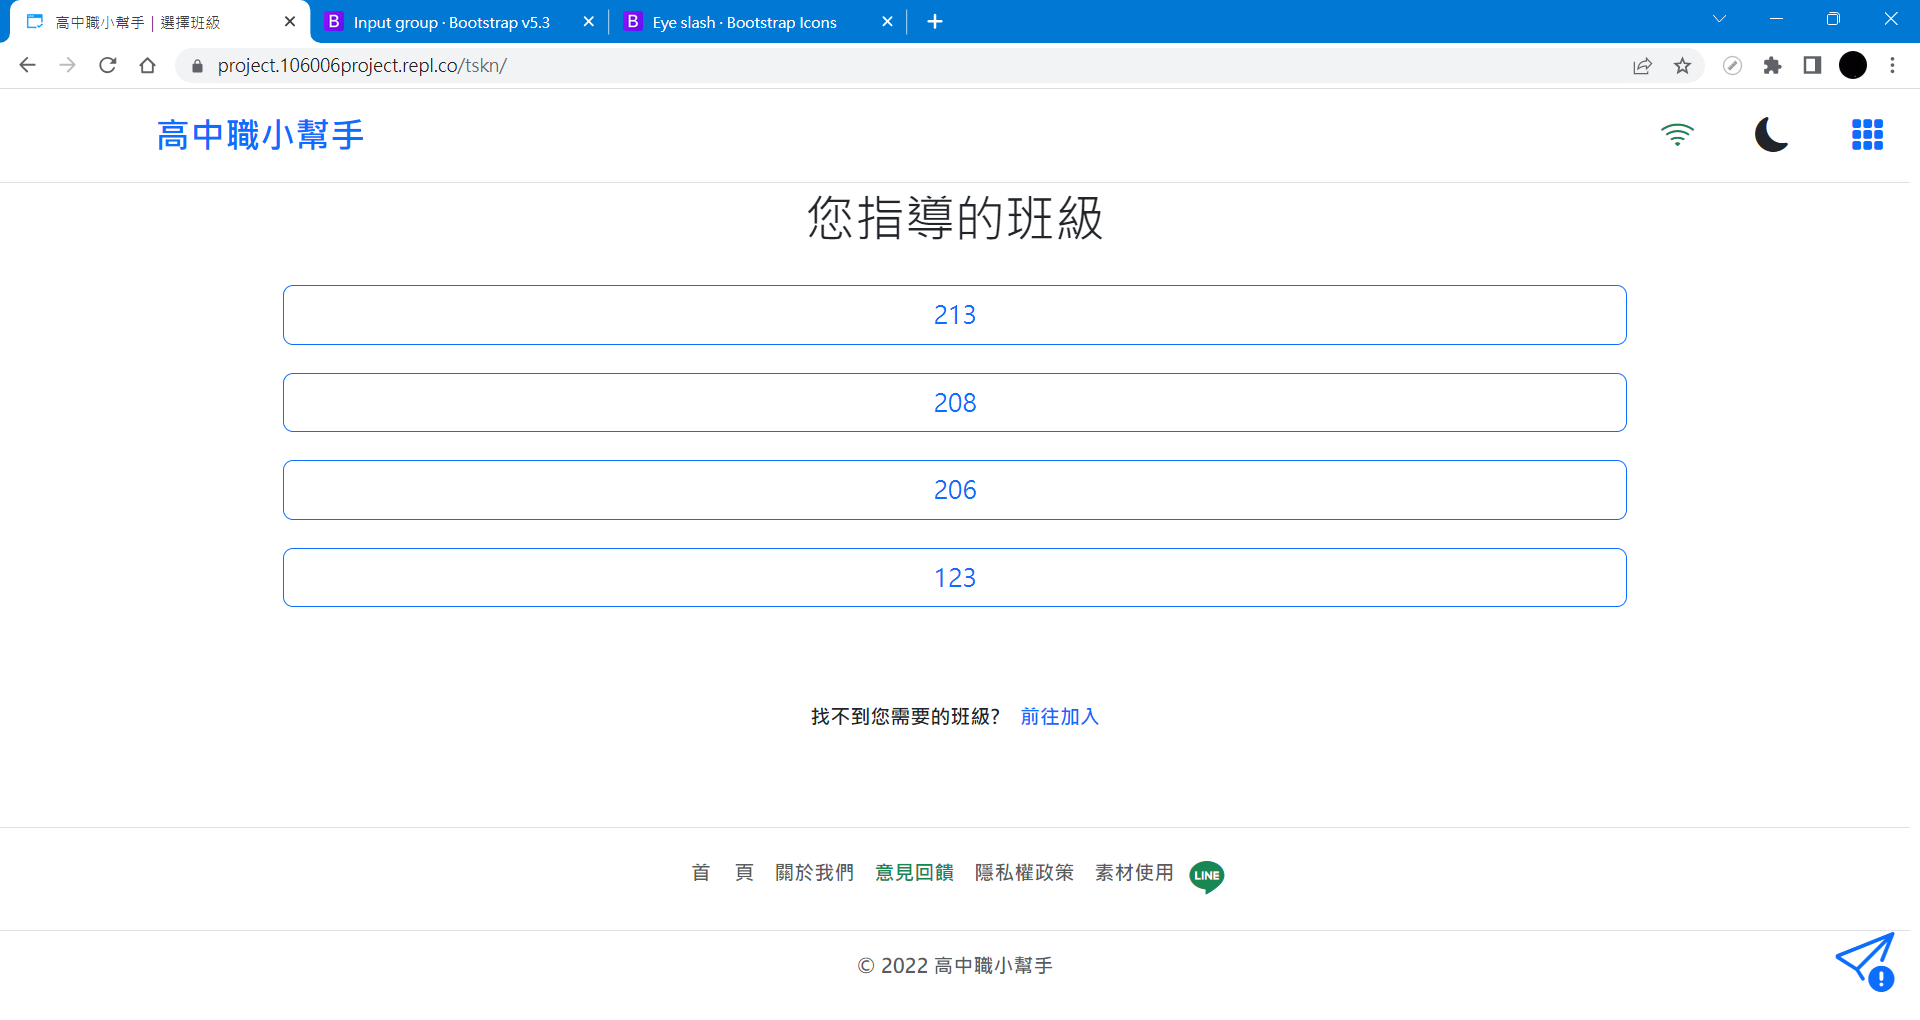 高中職小幫手 | 選擇班級
Input group · Bootstrap v5.3
Eye slash · Bootstrap Icons
project.106006project.repl.co/tskn/
高中職小幫手
您指導的班級
213
208
206
123
找不到您需要的班級? 前往加入
首 頁 關於我們 意見回饋 隱私權政策 素材使用 LINE
© 2022 高中職小幫手